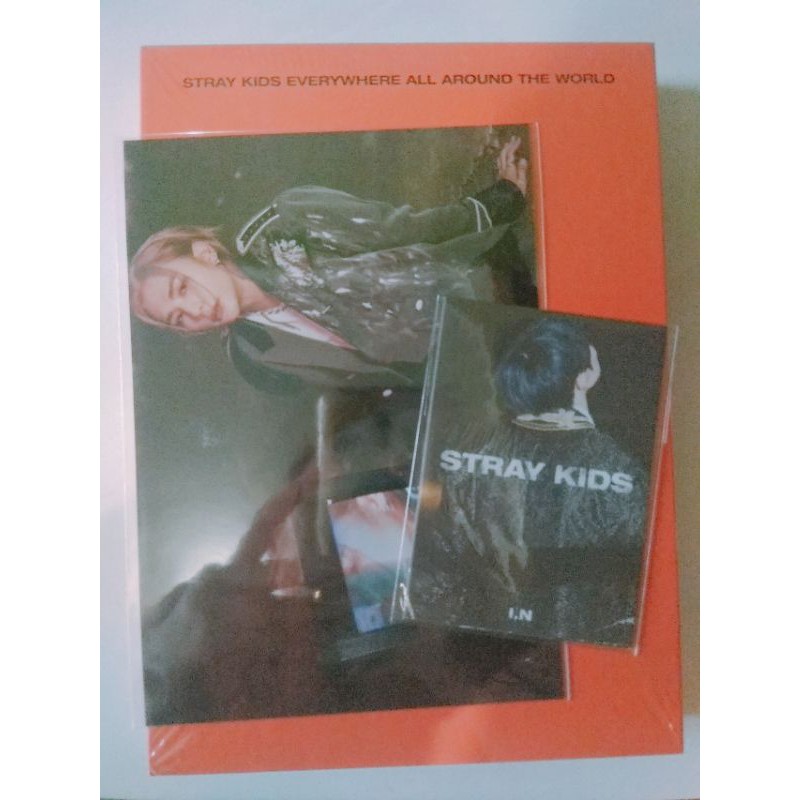 STRAY KIDS EVERYWHERE ALL AROUND THE WORLD
STRAY KIDS
I.N